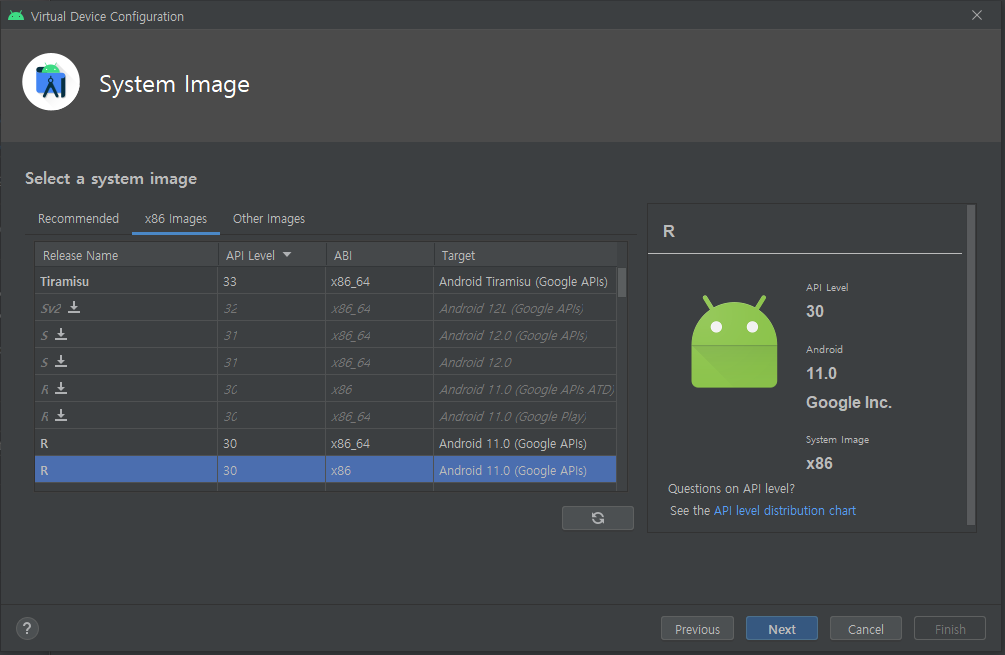 Virtual Device Configuration
System Image
Select a system image
Recommended x86 Images Other Images
Release Name API Level ABI Target
Tiramisu 33 x86_64 Android Tiramisu (Google APIs)
Sv2 32 x86_64 Android 12L (Google APIs)
S 31 x86_64 Android 12.0 (Google APIs)
S 31 x86_64 Android 12.0
R 30 x86 Android 11.0 (Google APIs ATD)
R 30 x86_64 Android 11.0 (Google Play)
R 30 x86_64 Android 11.0 (Google APIs)
R 30 x86 Android 11.0 (Google APIs)
R
API Level
30
Android
11.0
Google Inc.
System Image
x86
Questions on API level?
See the API level distribution chart
? Previous Next Cancel Finish